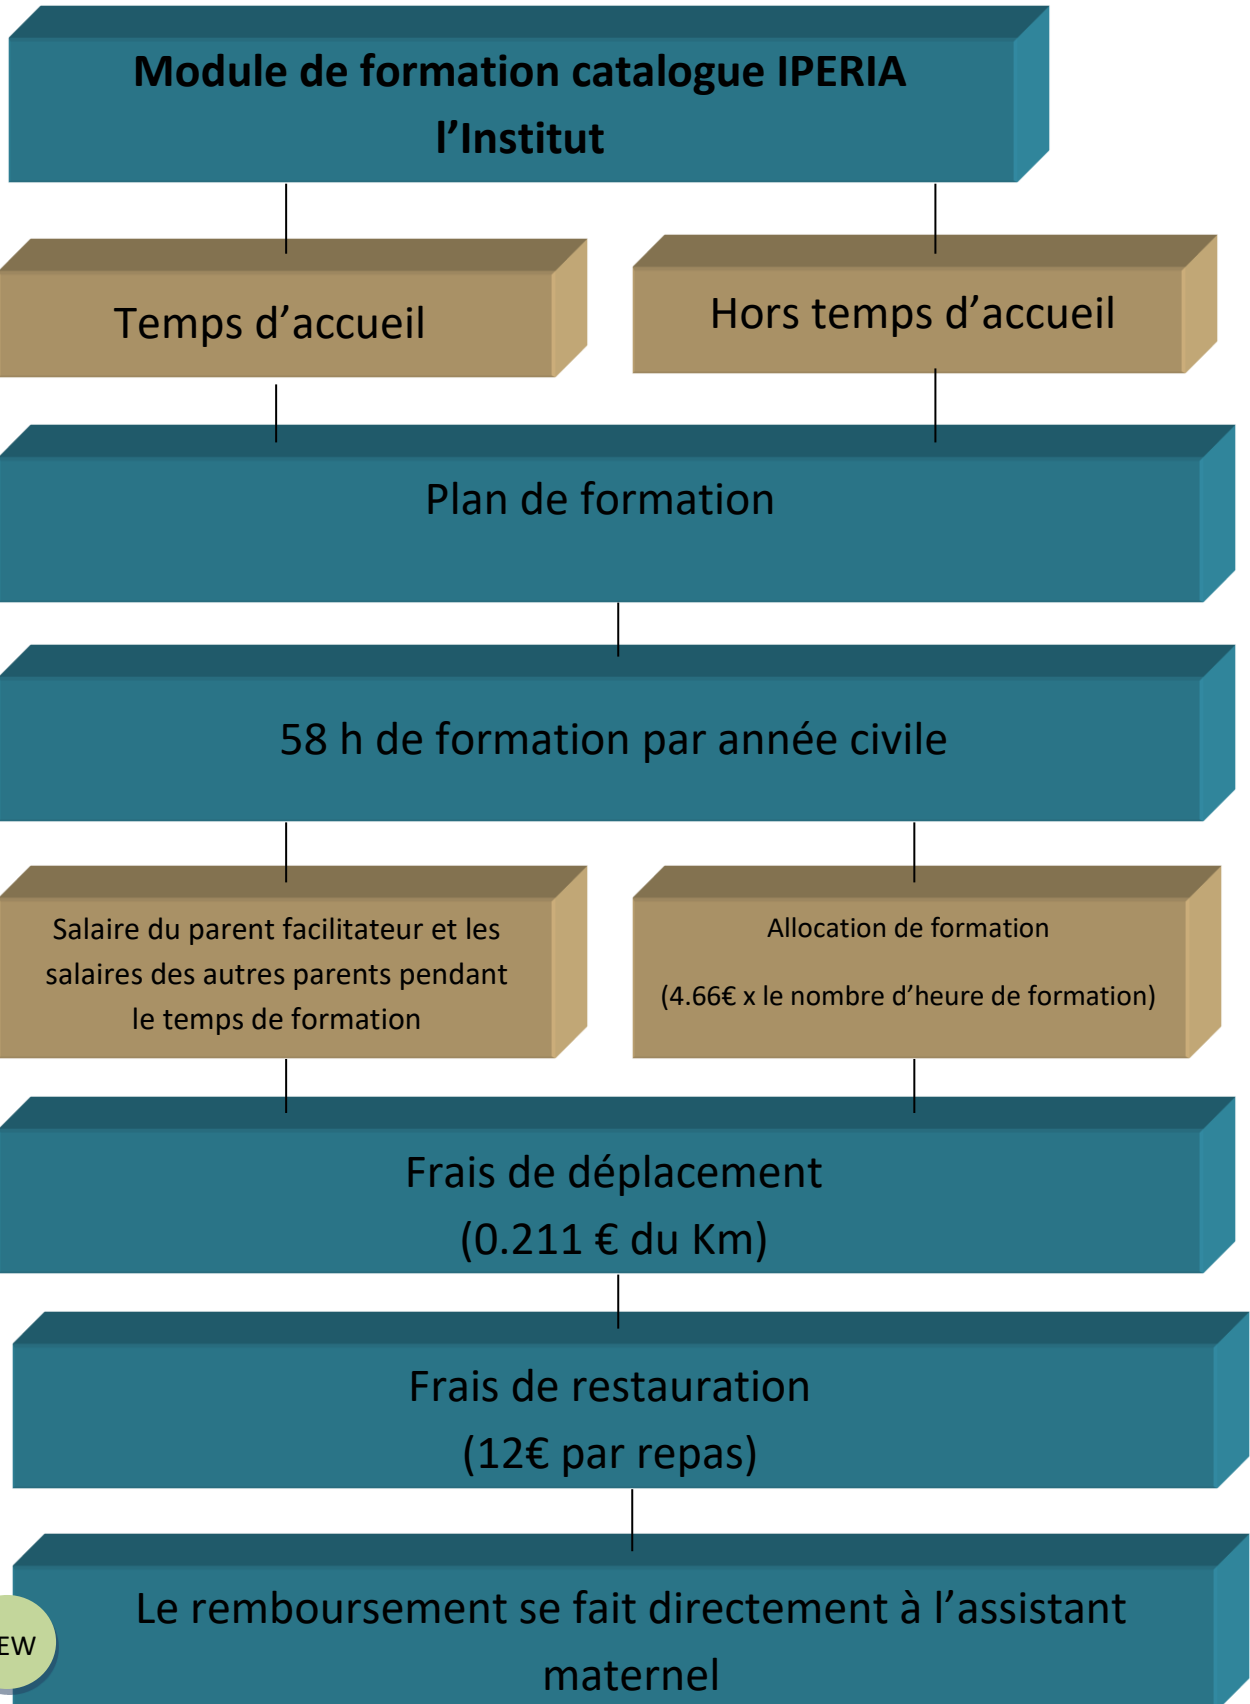 Module de formation catalogue IPERIA
l’Institut
Temps d’accueil
Hors temps d’accueil
Plan de formation
58 h de formation par année civile
Salaire du parent facilitateur et les
salaires des autres parents pendant
le temps de formation
Allocation de formation
(4.66€ x le nombre d’heure de formation)
Frais de déplacement
(0.211 € du Km)
Frais de restauration
(12€ par repas)
Le remboursement se fait directement à l’assistant
maternel
EW